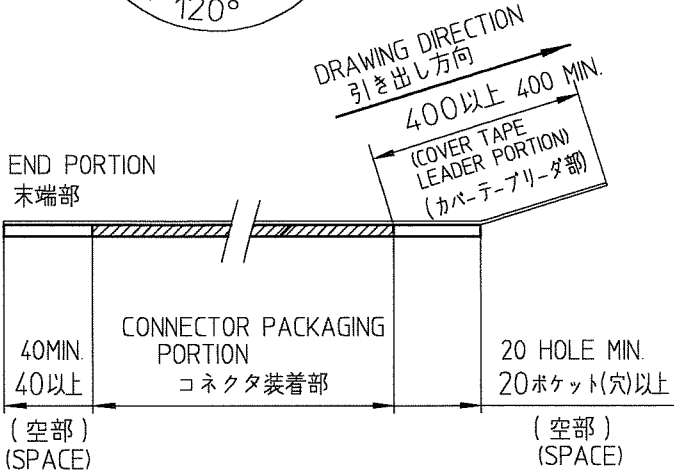 120°
DRAWING DIRECTION
引き出し方向
400以上 400 MIN.
(COVER TAPE
LEADER PORTION)
(カバーテープリーダ部)
END PORTION
末端部
40MIN.
40以上
(空部)
(SPACE)
CONNECTOR PACKAGING
PORTION
コネクタ装着部
20 HOLE MIN.
20ポケット(穴)以上
(空部)
(SPACE)